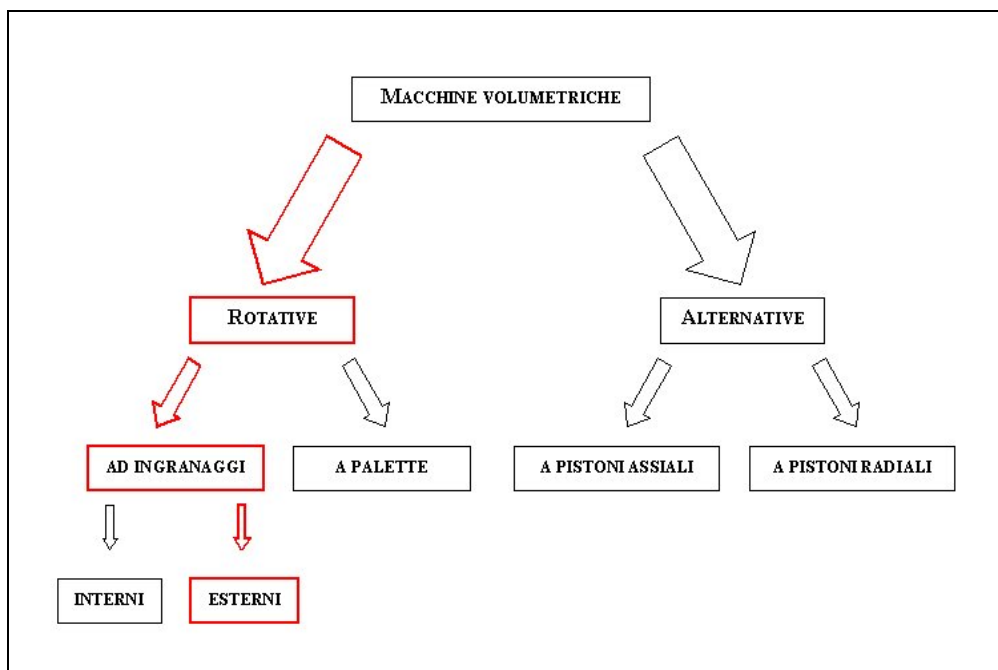 MACCHINE VOLUMETRICHE
ROTATIVE
ALTERNATIVE
AD INGRANAGGI
A PALETTE
A PISTONI ASSIALI
A PISTONI RADIALI
INTERNI
ESTERNI